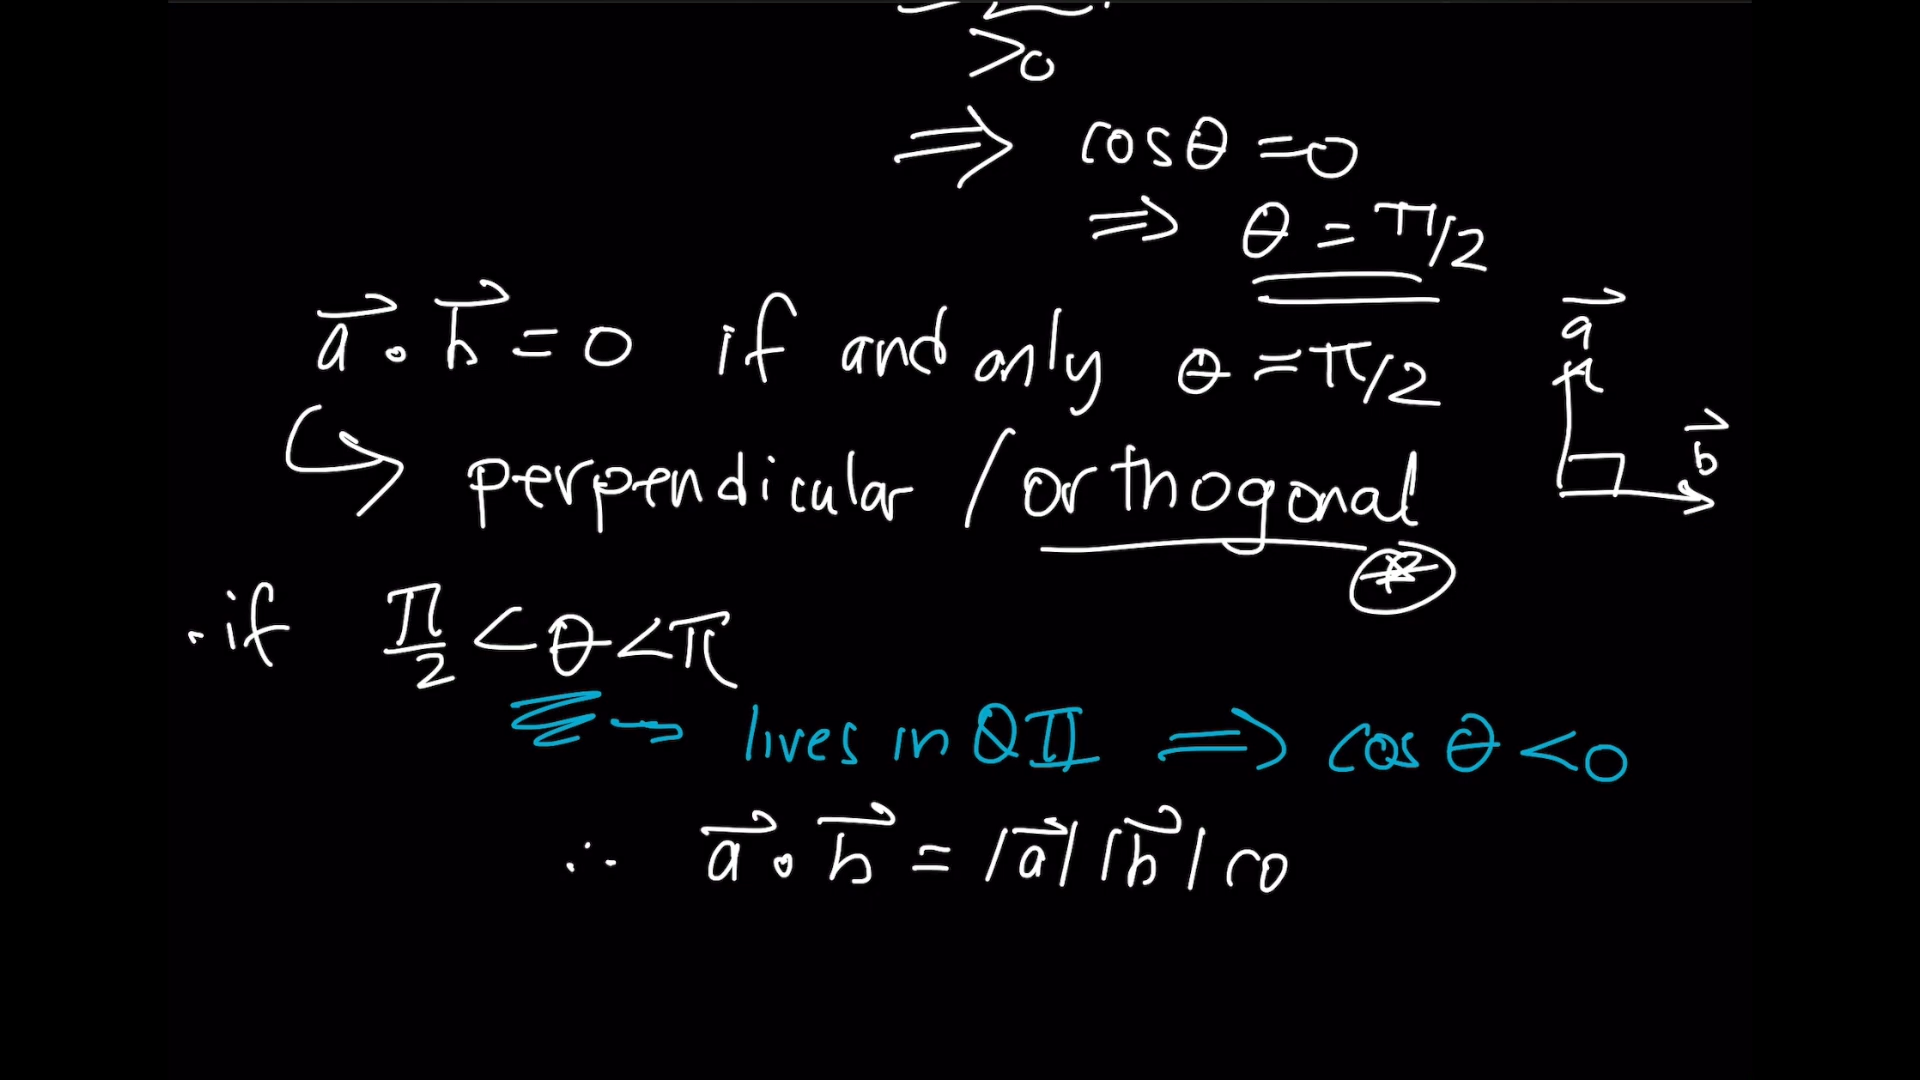 >0
⇒ cosθ = 0
⇒ θ = π/2
a⃗ · b⃗ = 0 if and only θ = π/2
a⃗
b⃗
↪ perpendicular / orthogonal
· if π/2 < θ < π
→ lives in QII ⇒ cos θ < 0
∴ a⃗ · b⃗ = |a⃗| |b⃗| co